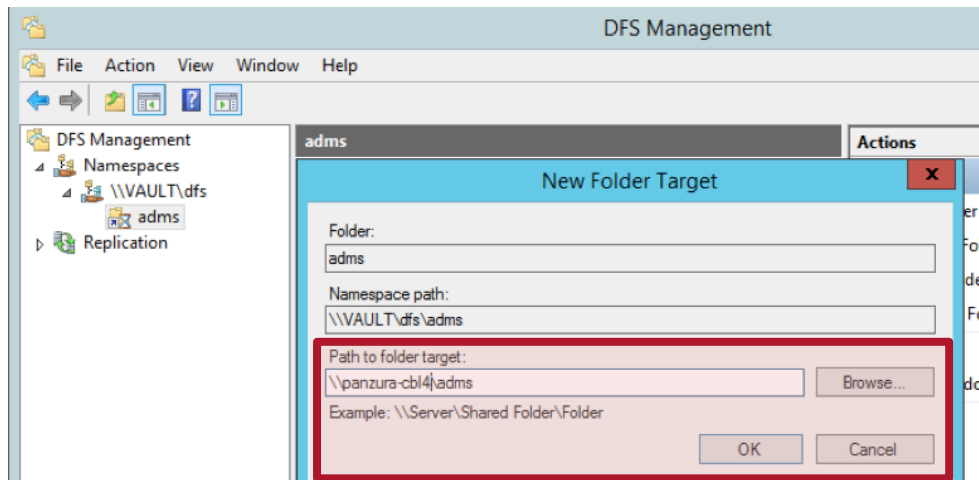 DFS Management
File Action View Window Help
DFS Management
Namespaces
\\VAULT\dfs
adms
Replication
adms
Actions
New Folder Target
x
Folder:
adms
Namespace path:
\\VAULT\dfs\adms
Path to folder target:
\\panzura-cbl4\adms
Browse...
Example: \\Server\Shared Folder\Folder
OK
Cancel